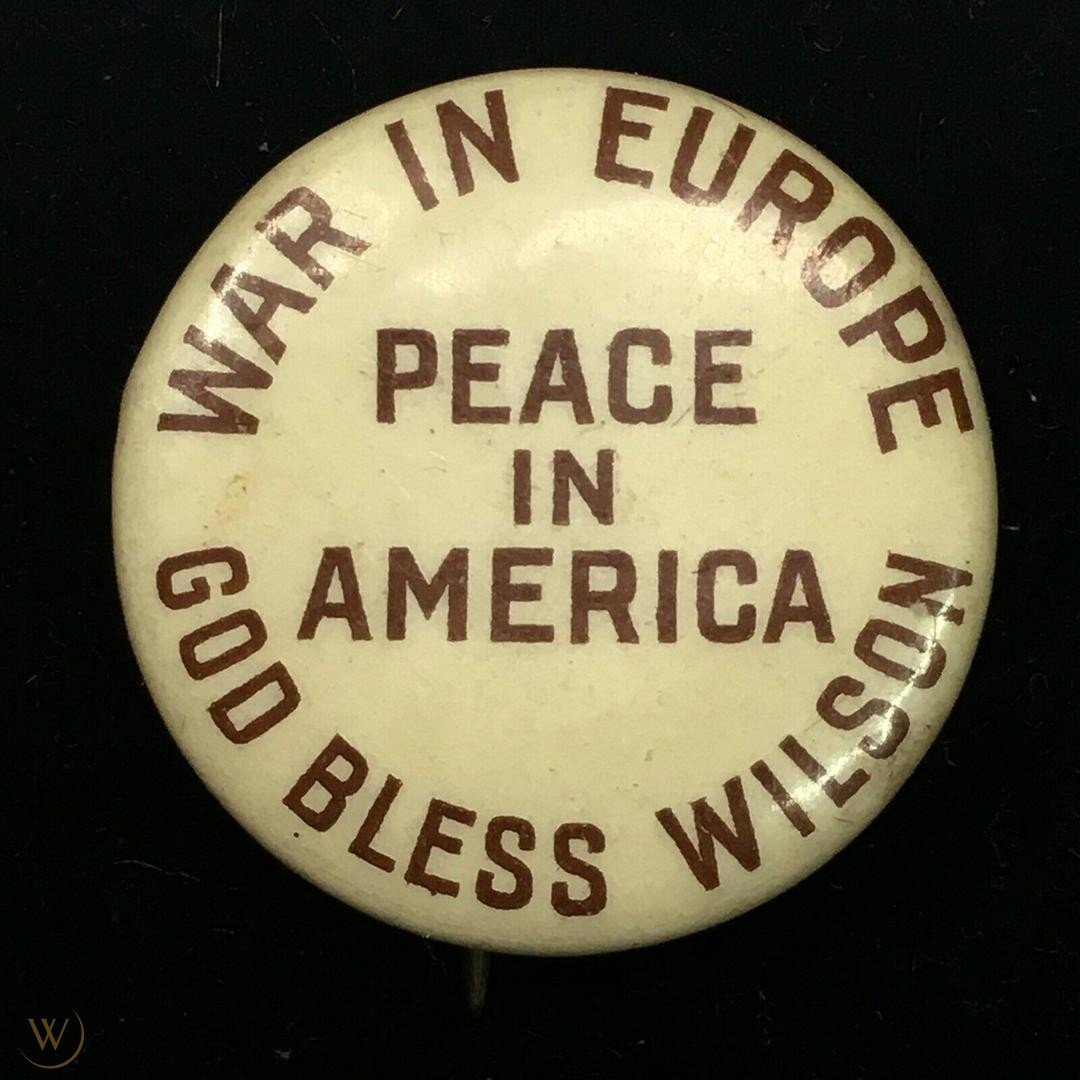 WAR IN EUROPE
PEACE
IN
AMERICA
GOD BLESS WILSON
W